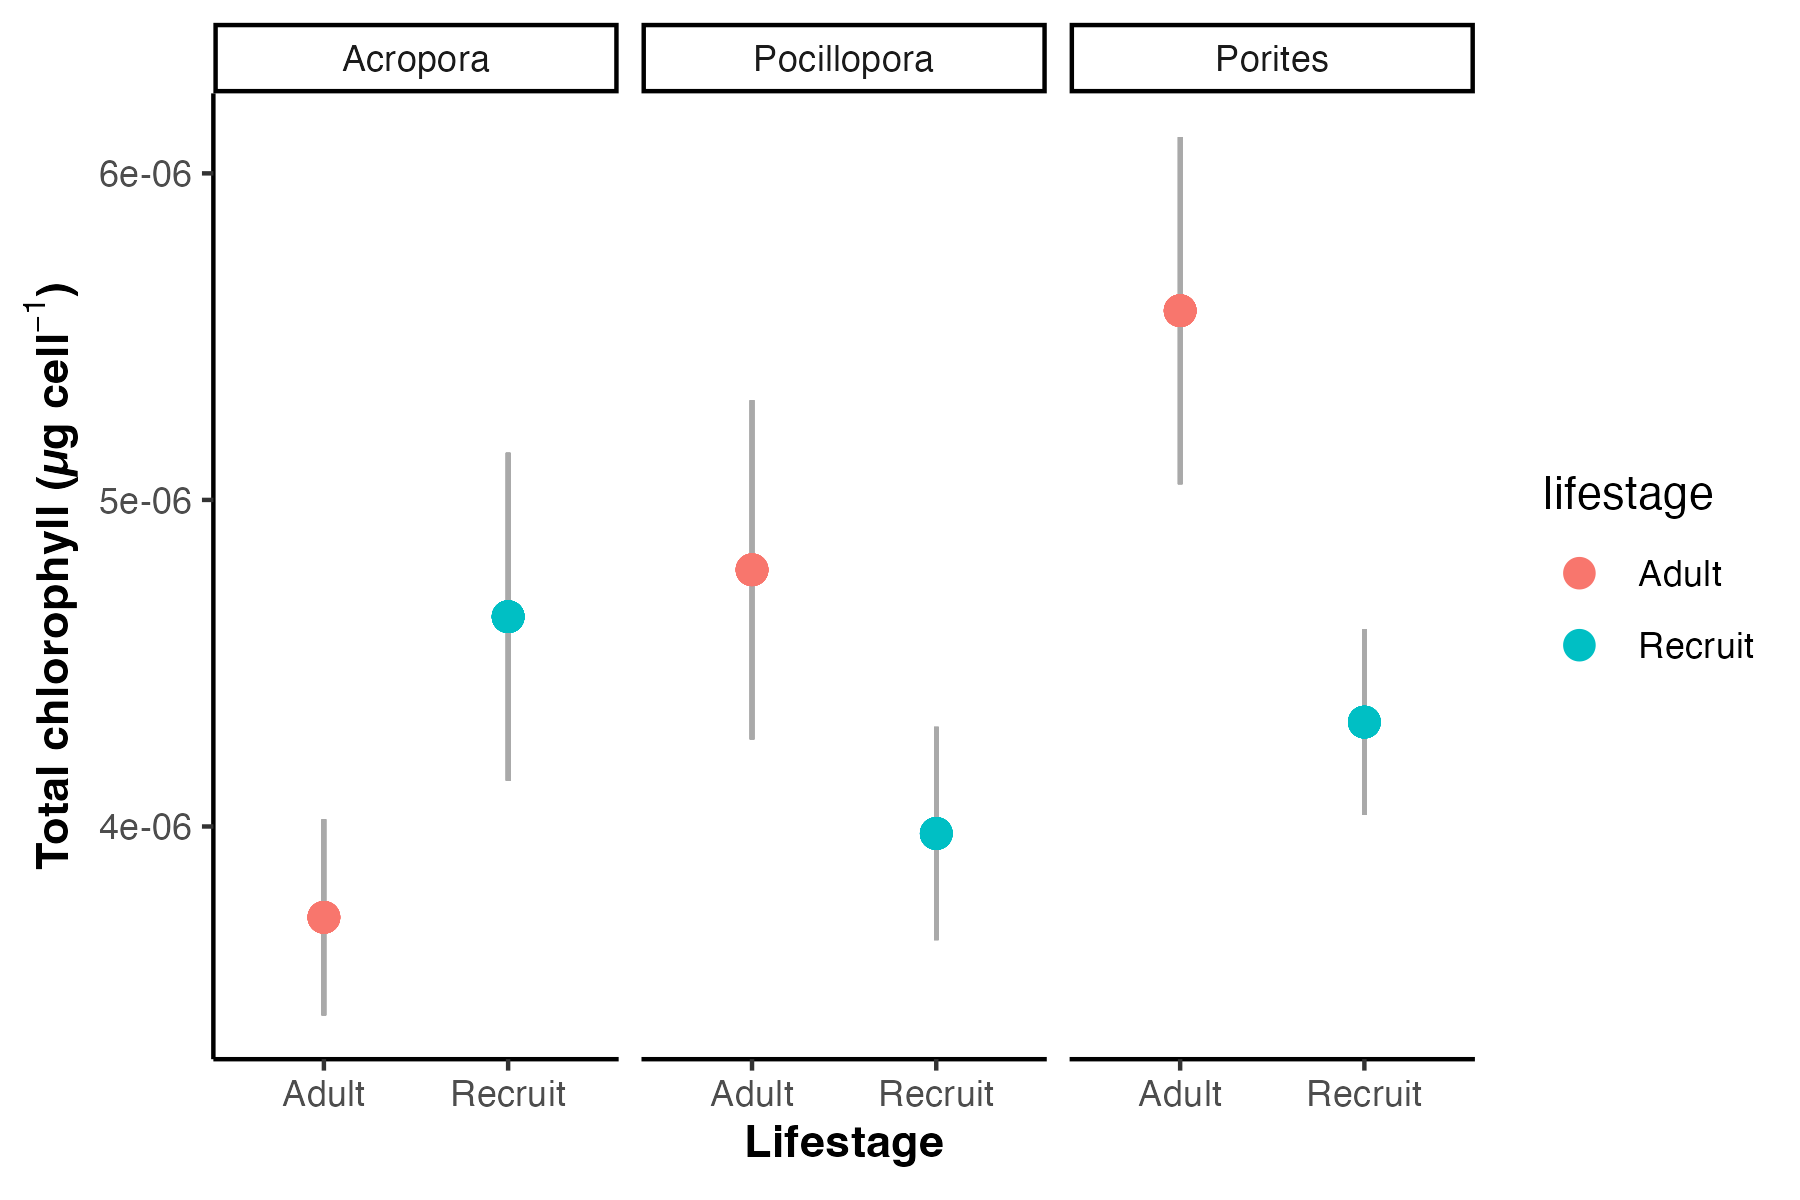 Acropora
Pocillopora
Porites
6e-06
5e-06
4e-06
Total chlorophyll (µg cell⁻¹)
Adult
Recruit
Adult
Recruit
Adult
Recruit
Lifestage
lifestage
Adult
Recruit